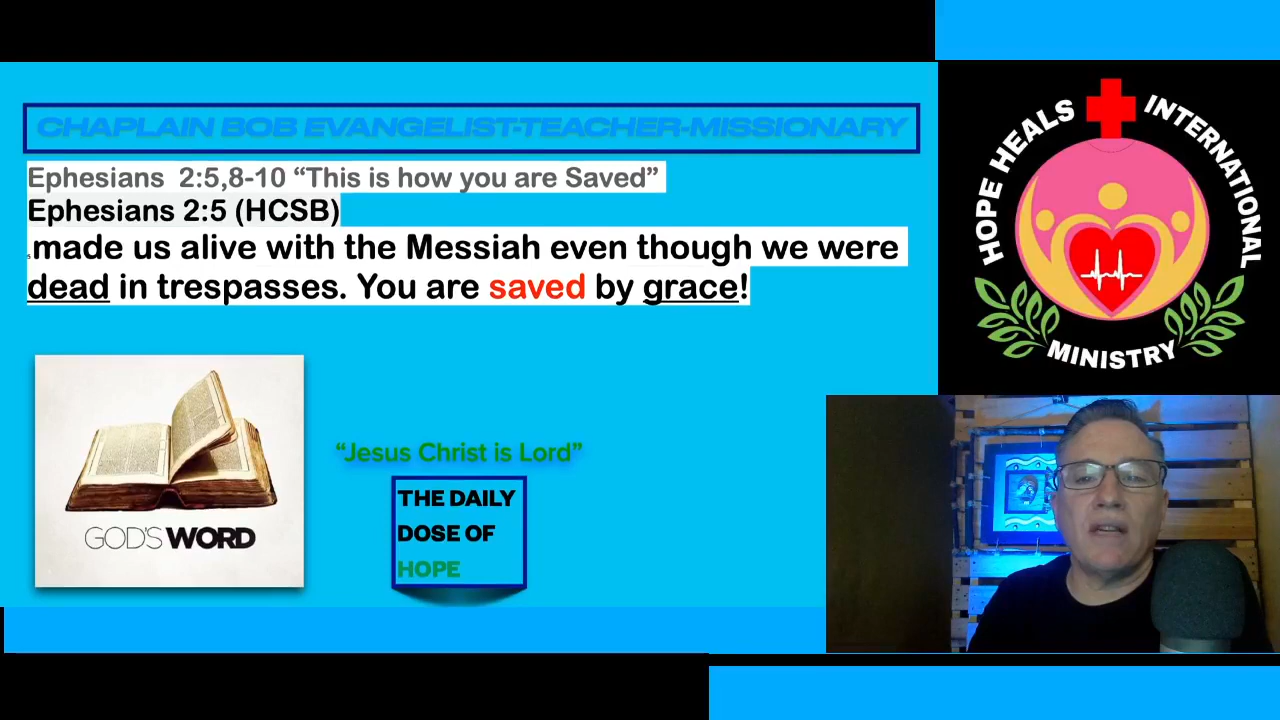 CHAPLAIN BOB EVANGELIST-TEACHER-MISSIONARY
Ephesians 2:5,8-10 “This is how you are Saved”
Ephesians 2:5 (HCSB)
made us alive with the Messiah even though we were
dead in trespasses. You are saved by grace!
GOD'S WORD
“Jesus Christ is Lord”
THE DAILY
DOSE OF
HOPE
HOPE HEALS INTERNATIONAL
MINISTRY